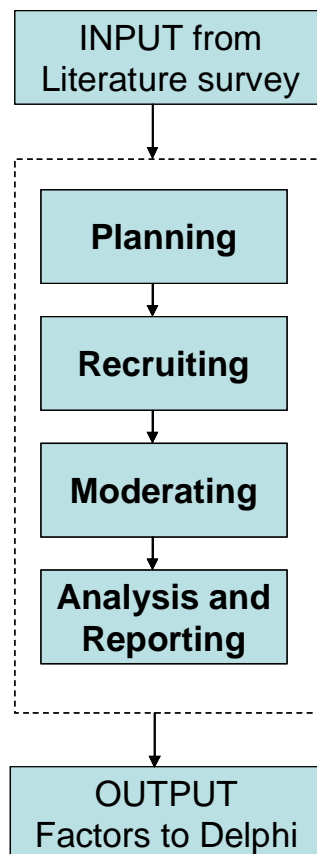 INPUT from
Literature survey
Planning
Recruiting
Moderating
Analysis and
Reporting
OUTPUT
Factors to Delphi